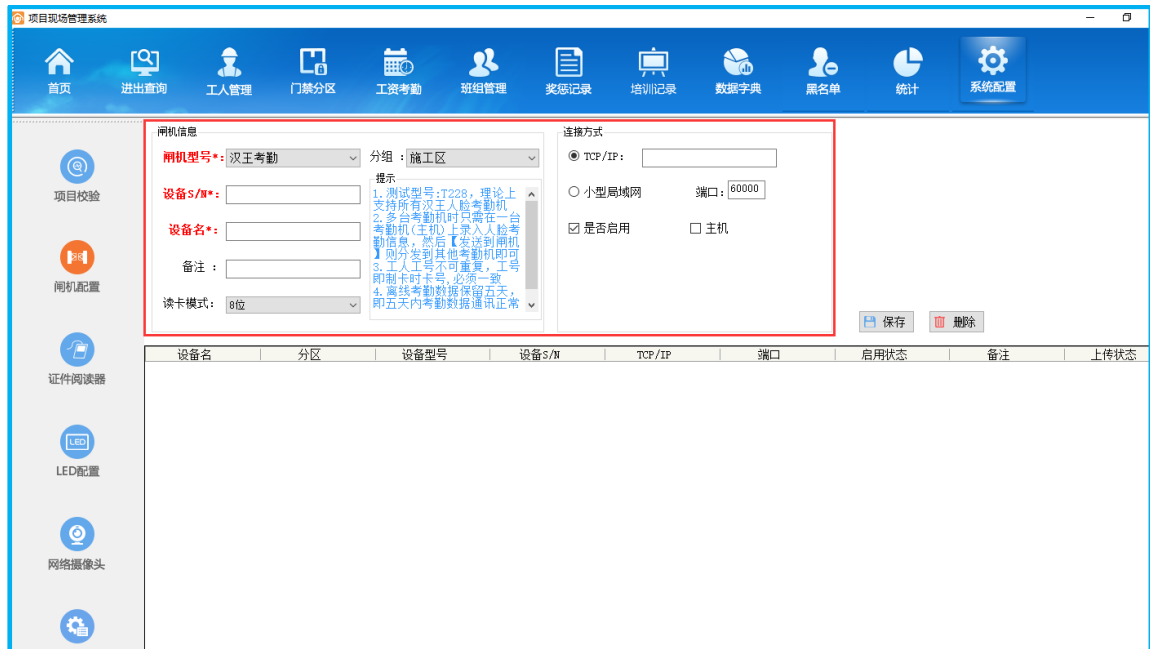 项目现场管理系统
首页 进出查询 工人管理 门禁分区 工资考勤 班组管理 奖惩记录 培训记录 数据字典 黑名单 统计 系统配置
项目校验
闸机配置
证件阅读器
LED
LED配置
网络摄像头
闸机信息
闸机型号*: 汉王考勤 分组 : 施工区
设备S/N*:
设备名*:
备注 :
读卡模式: 8位
提示
1.测试型号:T228,理论上
支持所有汉王人脸考勤机
2.多台考勤机时只需在一台
考勤机(主机)上录入人脸考
勤信息,然后【发送到闸机
】则分发到其他考勤机即可
3.工人工号不可重复,工号
即制卡时卡号,必须一致
4.离线考勤数据保留五天,
即五天内考勤数据通讯正常
连接方式
TCP/IP:
小型局域网 端口: 60000
是否启用 主机
保存 删除
设备名 分区 设备型号 设备S/N TCP/IP 端口 启用状态 备注 上传状态